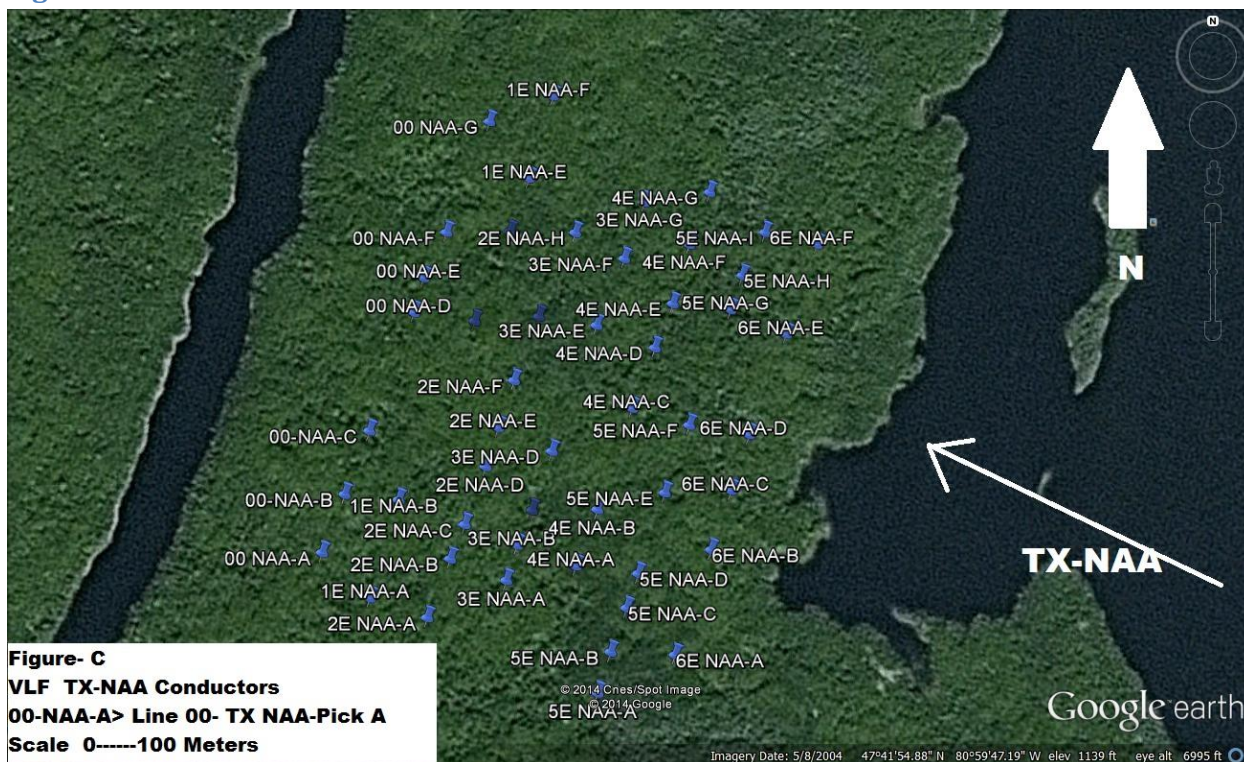 N
1E NAA-F
00 NAA-G
1E NAA-E
4E NAA-G
3E NAA-G
00 NAA-F
2E NAA-H
5E NAA-I
6E NAA-F
3E NAA-F
4E NAA-F
00 NAA-E
N
5E NAA-H
00 NAA-D
4E NAA-E
5E NAA-G
3E NAA-E
6E NAA-E
4E NAA-D
2E NAA-F
4E NAA-C
2E NAA-E
00-NAA-C
5E NAA-F
6E NAA-D
3E NAA-D
2E NAA-D
6E NAA-C
00-NAA-B
1E NAA-B
5E NAA-E
2E NAA-C
4E NAA-B
3E NAA-B
00 NAA-A
2E NAA-B
4E NAA-A
6E NAA-B
TX-NAA
5E NAA-D
1E NAA-A
3E NAA-A
5E NAA-C
2E NAA-A
5E NAA-B
6E NAA-A
© 2014 Cnes/Spot Image
© 2014 Google
5E NAA-A
Figure- C
VLF TX-NAA Conductors
00-NAA-A> Line 00- TX NAA-Pick A
Scale 0------100 Meters
Google earth
Imagery Date: 5/8/2004 47°41'54.88" N 80°59'47.19" W elev 1139 ft eye alt 6995 ft